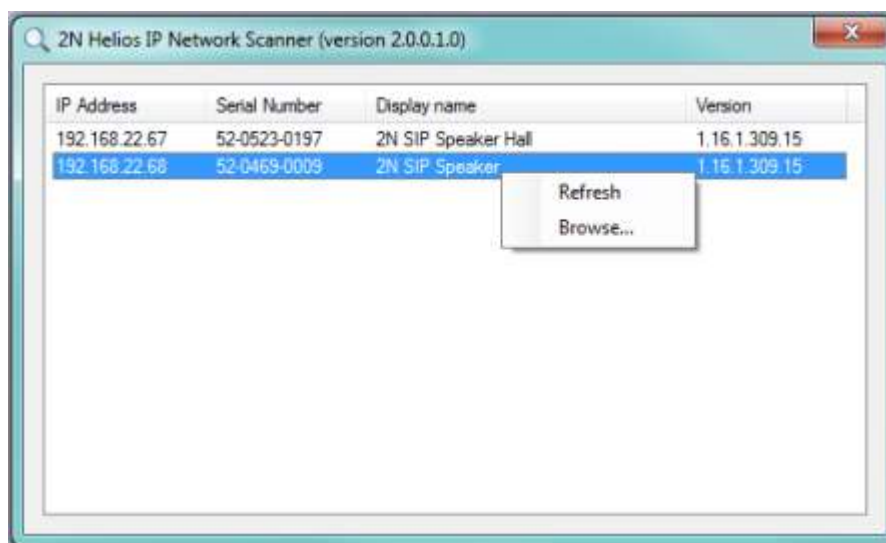 2N Helios IP Network Scanner (version 2.0.0.1.0)
IP Address Serial Number Display name Version
192.168.22.67 52-0523-0197 2N SIP Speaker Hall 1.16.1.309.15
192.168.22.68 52-0469-0009 2N SIP Speaker 1.16.1.309.15
Refresh
Browse...